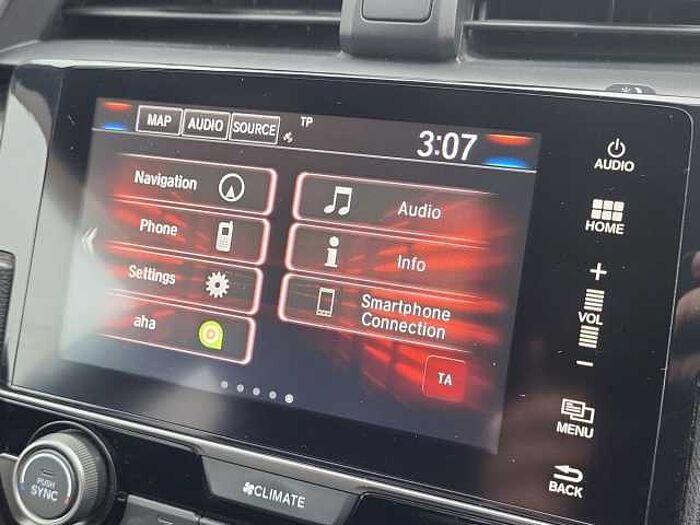 MAP AUDIO SOURCE TP 3:07
Navigation
Phone
Settings
aha
Audio
Info
Smartphone
Connection
TA
AUDIO
HOME
+
VOL
−
MENU
BACK
PUSH
SYNC
CLIMATE